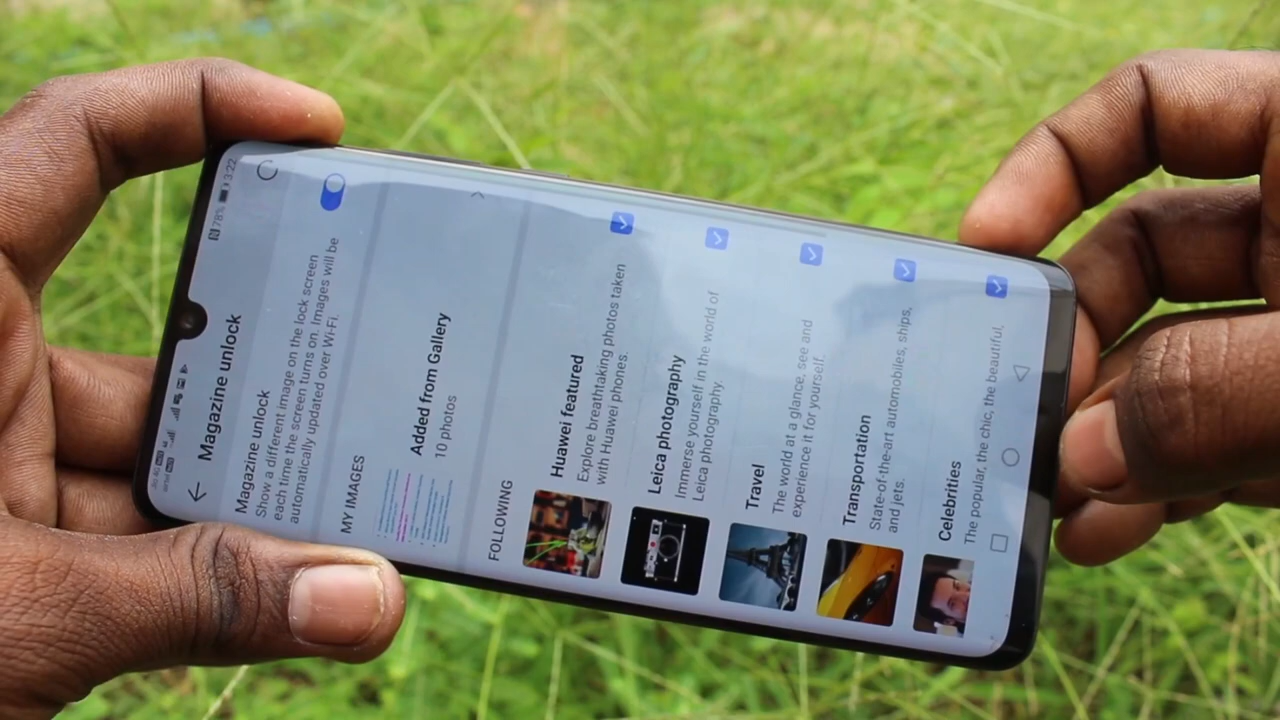 78% 3:22
Magazine unlock
Magazine unlock
Show a different image on the lock screen
each time the screen turns on. Images will be
automatically updated over Wi-Fi.
MY IMAGES
Added from Gallery
10 photos
FOLLOWING
Huawei featured
Explore breathtaking photos taken
with Huawei phones.
Leica photography
Immerse yourself in the world of
Leica photography.
Travel
The world at a glance, see and
experience it for yourself.
Transportation
State-of-the-art automobiles, ships,
and jets.
Celebrities
The popular, the chic, the beautiful,